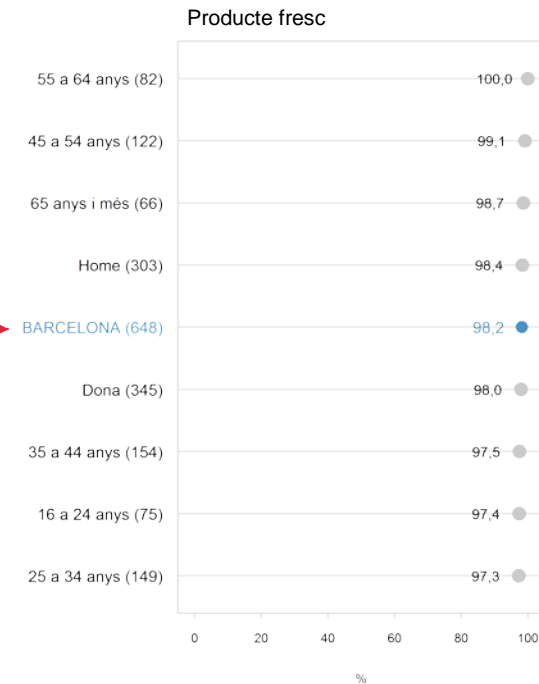 Producte fresc
55 a 64 anys (82) 100,0
45 a 54 anys (122) 99,1
65 anys i més (66) 98,7
Home (303) 98,4
BARCELONA (648) 98,2
Dona (345) 98,0
35 a 44 anys (154) 97,5
16 a 24 anys (75) 97,4
25 a 34 anys (149) 97,3
0 20 40 60 80 100
%